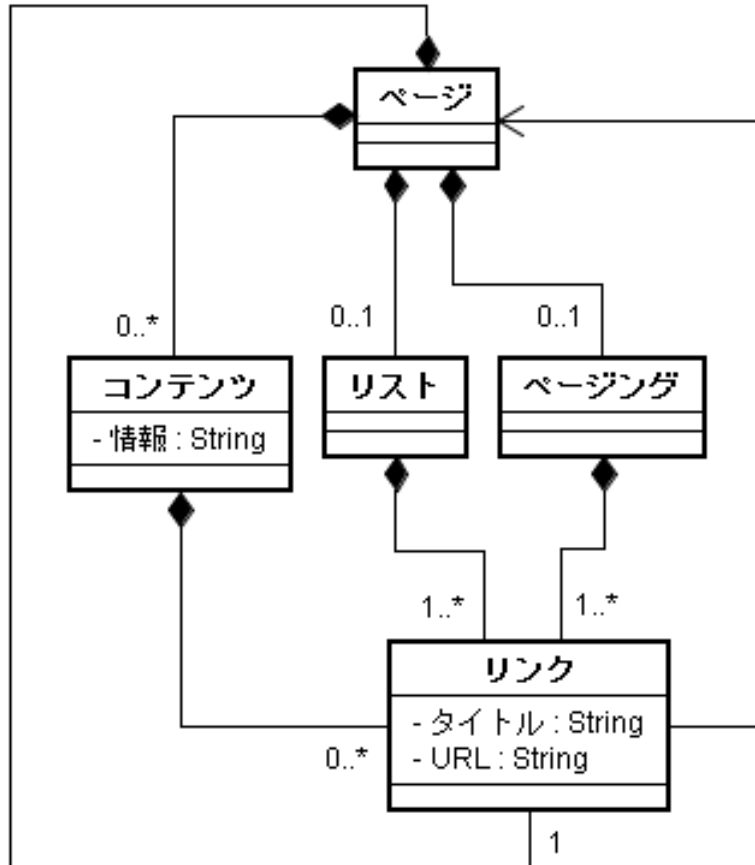 ページ
0..*
0..1
0..1
コンテンツ
- 情報 : String
リスト
ページング
1..*
1..*
リンク
- タイトル : String
- URL : String
0..*
1